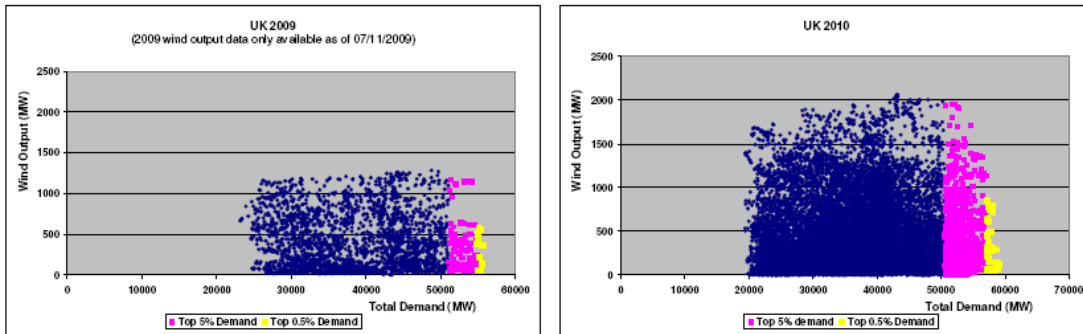 UK 2009
(2009 wind output data only available as of 07/11/2009)
Wind Output (MW)
2500
2000
1500
1000
500
0
0 10000 20000 30000 40000 50000 60000
Total Demand (MW)
Top 5% Demand Top 0.5% Demand
UK 2010
Wind Output (MW)
2500
2000
1500
1000
500
0
0 10000 20000 30000 40000 50000 60000 70000
Total Demand (MW)
Top 5% demand Top 0.5% Demand